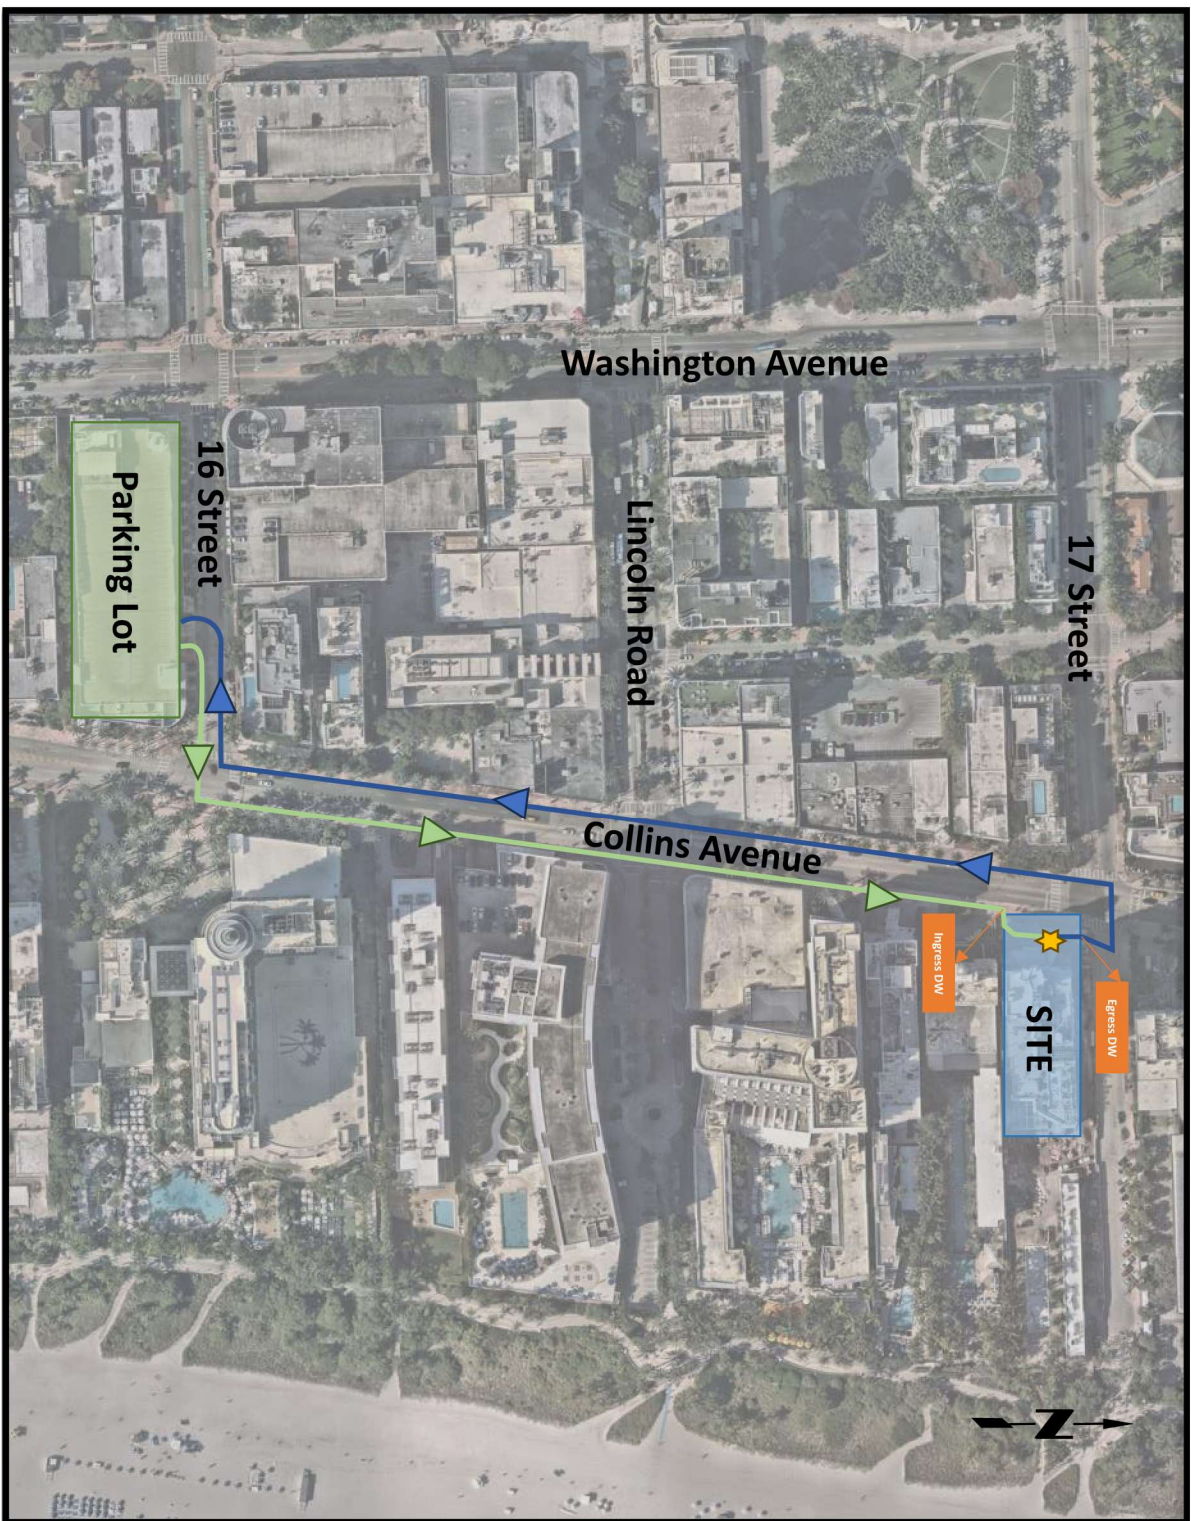 Washington Avenue
16 Street
Parking Lot
Lincoln Road
17 Street
Collins Avenue
Ingress DW
Egress DW
SITE
N